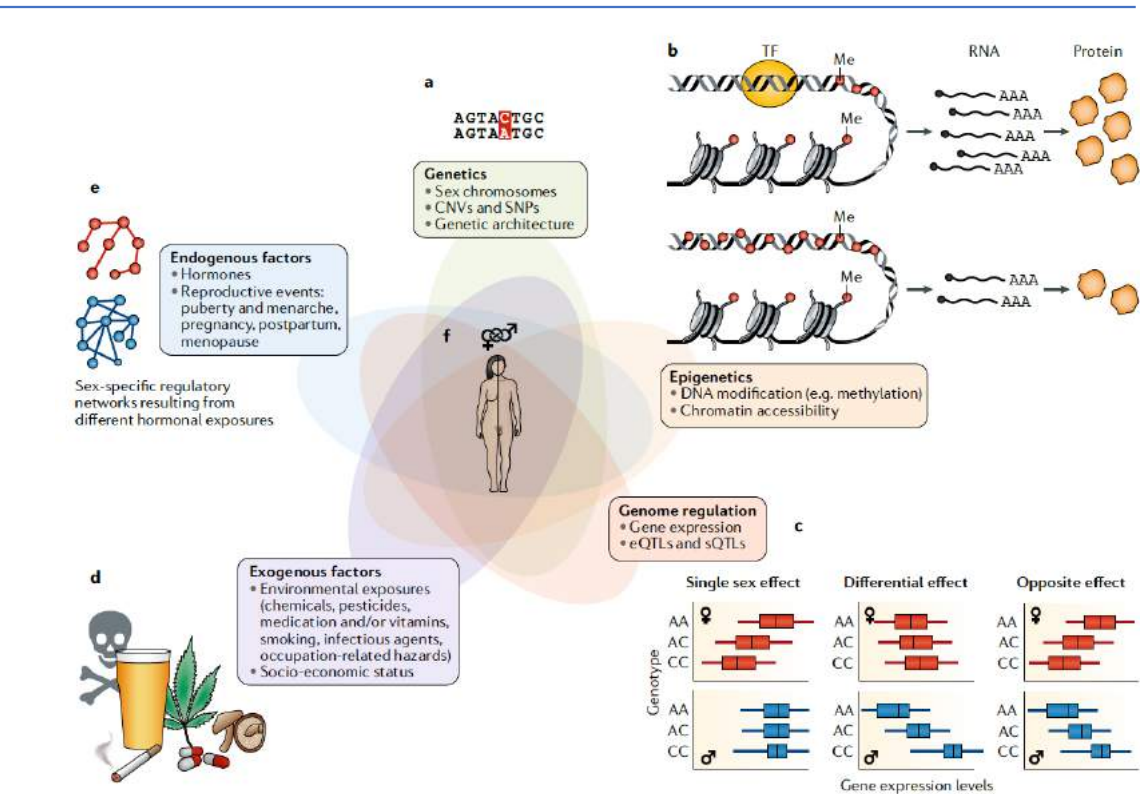 a
AGTACTGC
AGTAATGC
Genetics
• Sex chromosomes
• CNVs and SNPs
• Genetic architecture
b
TF
Me
RNA
Protein
Me
AAA
AAA
AAA
AAA
AAA
Me
Me
AAA
AAA
Epigenetics
• DNA modification (e.g. methylation)
• Chromatin accessibility
e
Endogenous factors
• Hormones
• Reproductive events:
puberty and menarche,
pregnancy, postpartum,
menopause
Sex-specific regulatory
networks resulting from
different hormonal exposures
f
Genome regulation
• Gene expression
• eQTLs and sQTLs
c
Single sex effect
Differential effect
Opposite effect
Genotype
♀
AA
AC
CC
♀
AA
AC
CC
♀
AA
AC
CC
AA
AC
CC
♂
AA
AC
CC
♂
AA
AC
CC
♂
Gene expression levels
d
Exogenous factors
• Environmental exposures
(chemicals, pesticides,
medication and/or vitamins,
smoking, infectious agents,
occupation-related hazards)
• Socio-economic status